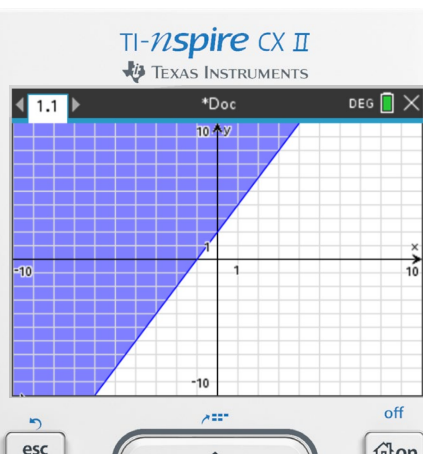 TI-nspire CX II
TEXAS INSTRUMENTS
1.1
*Doc
DEG
10
y
1
x
-10
1
10
-10
off
esc
on